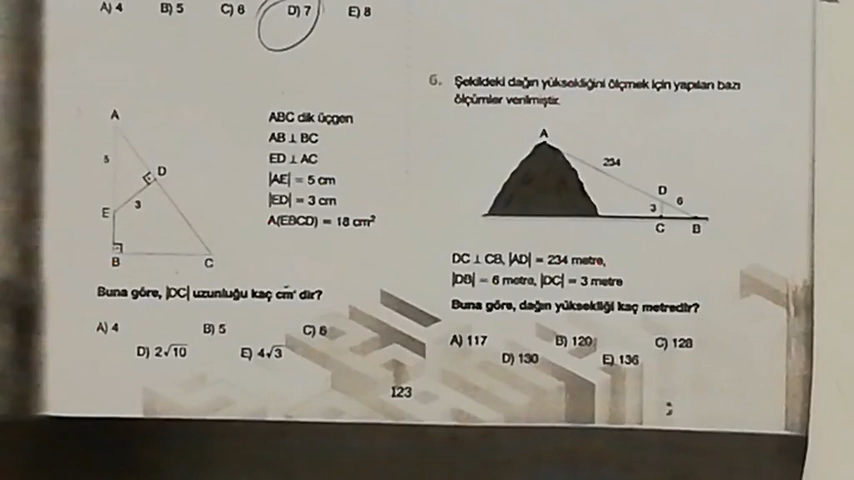 A) 4 B) 5 C) 6 D) 7 E) 8
A
5
D
E
3
B
C
ABC dik üçgen
AB ⊥ BC
ED ⊥ AC
|AE| = 5 cm
|ED| = 3 cm
A(EBCD) = 18 cm²
Buna göre, |DC| uzunluğu kaç cm' dir?
A) 4 B) 5 C) 6
D) 2√10 E) 4√3
6. Şekildeki dağın yüksekliğini ölçmek için yapılan bazı
ölçümler verilmiştir.
A
234
D
3
6
C
B
DC ⊥ CB, |AD| = 234 metre,
|DB| = 6 metre, |DC| = 3 metre
Buna göre, dağın yüksekliği kaç metredir?
A) 117 B) 120 C) 128
D) 130 E) 136
123